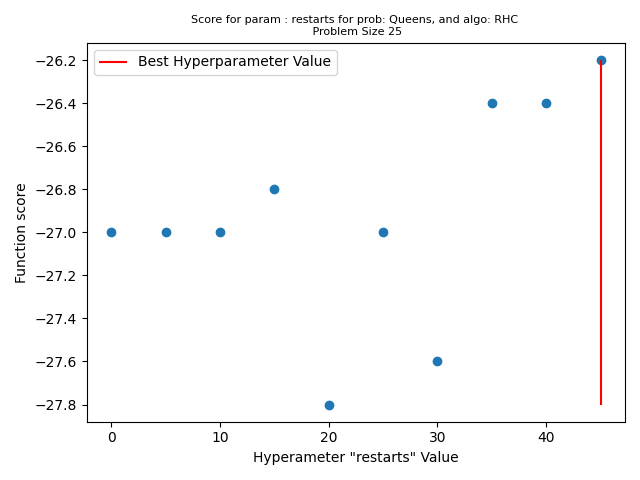 Score for param : restarts for prob: Queens, and algo: RHC
Problem Size 25
Best Hyperparameter Value
Function score
−26.2
−26.4
−26.6
−26.8
−27.0
−27.2
−27.4
−27.6
−27.8
0
10
20
30
40
Hyperameter "restarts" Value